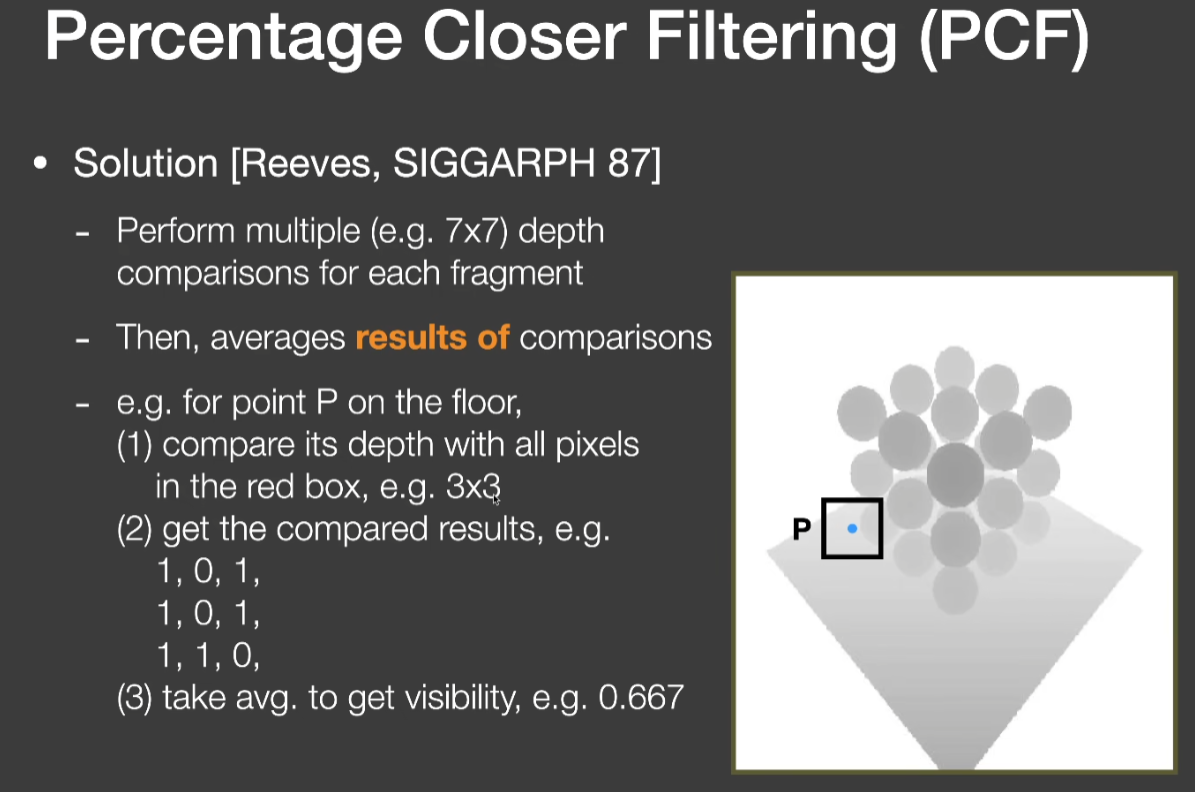 Percentage Closer Filtering (PCF)
• Solution [Reeves, SIGGARPH 87]
- Perform multiple (e.g. 7x7) depth
comparisons for each fragment
- Then, averages results of comparisons
- e.g. for point P on the floor,
(1) compare its depth with all pixels
in the red box, e.g. 3x3
(2) get the compared results, e.g.
1, 0, 1,
1, 0, 1,
1, 1, 0,
(3) take avg. to get visibility, e.g. 0.667
P